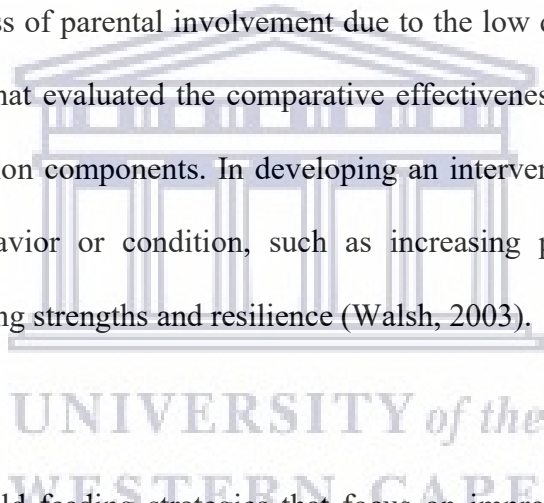 ss of parental involvement due to the low
hat evaluated the comparative effectiveness
ion components. In developing an interven
avior or condition, such as increasing p
ng strengths and resilience (Walsh, 2003).
UNIVERSITY of the
WESTERN CAPE
ld feeding strategies that focus on impro